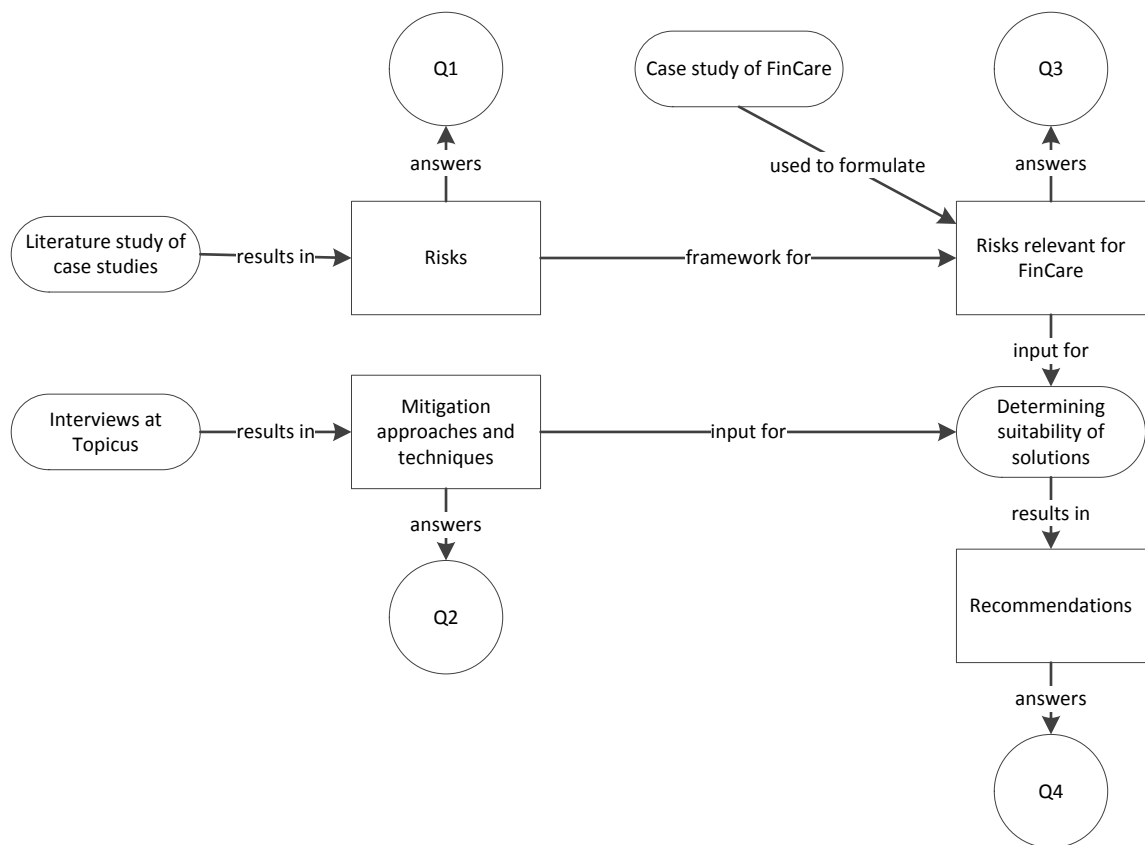 Q1
Case study of FinCare
Q3
answers
used to formulate
answers
Literature study of
case studies
results in
Risks
framework for
Risks relevant for
FinCare
input for
Interviews at
Topicus
results in
Mitigation
approaches and
techniques
input for
Determining
suitability of
solutions
answers
results in
Q2
Recommendations
answers
Q4